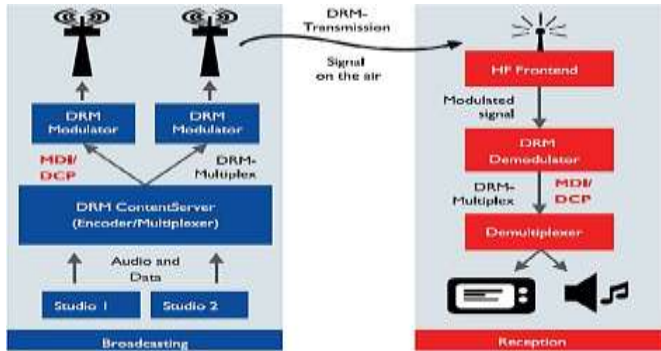 DRM-
Transmission
Signal
on the air
DRM
Modulator
DRM
Modulator
MDI/
DCP
DRM-
Multiplex
DRM ContentServer
(Encoder/Multiplexer)
Audio and
Data
Studio 1
Studio 2
Broadcasting
HF Frontend
Modulated
signal
DRM
Demodulator
DRM-
Multiplex
MDI/
DCP
Demultiplexer
Reception